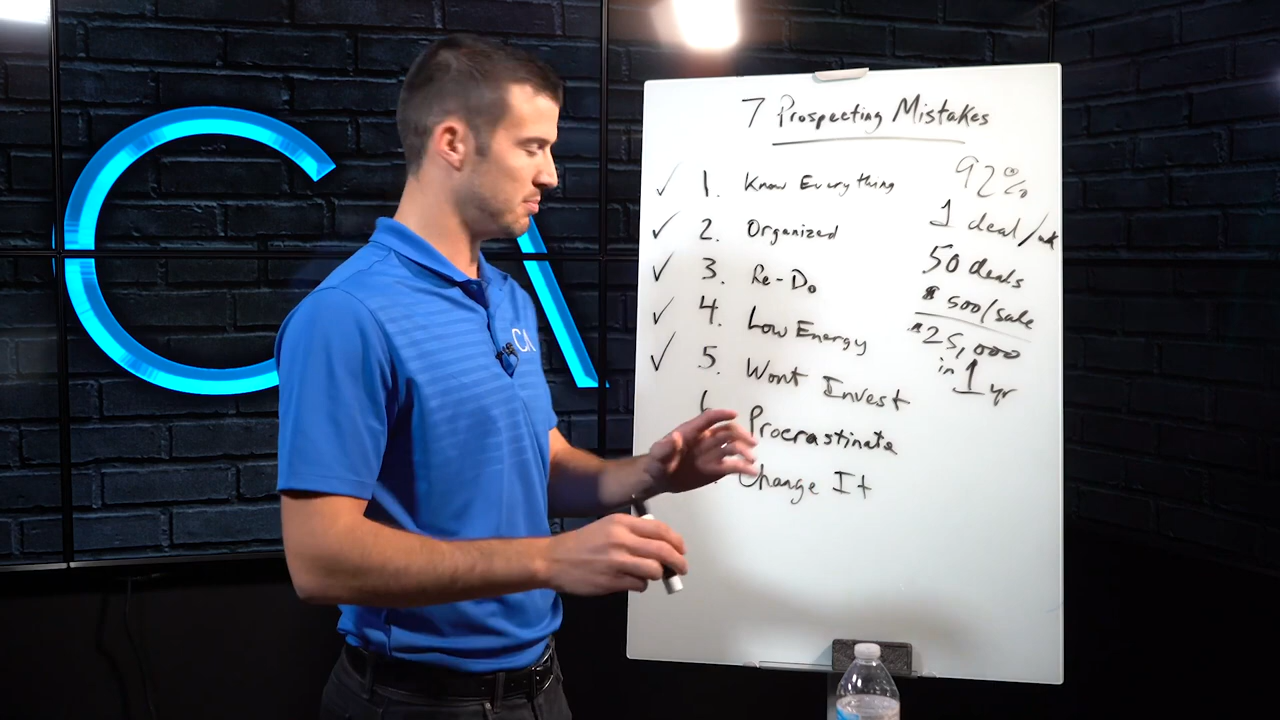 CA
7 Prospecting Mistakes
✓ 1. Know Everything
✓ 2. Organized
✓ 3. Re-Do
✓ 4. Low Energy
✓ 5. Wont Invest
Procrastinate
Change It
92%
1 deal/wk
50 deals
$500/sale
$25,000
in 1 yr
CA